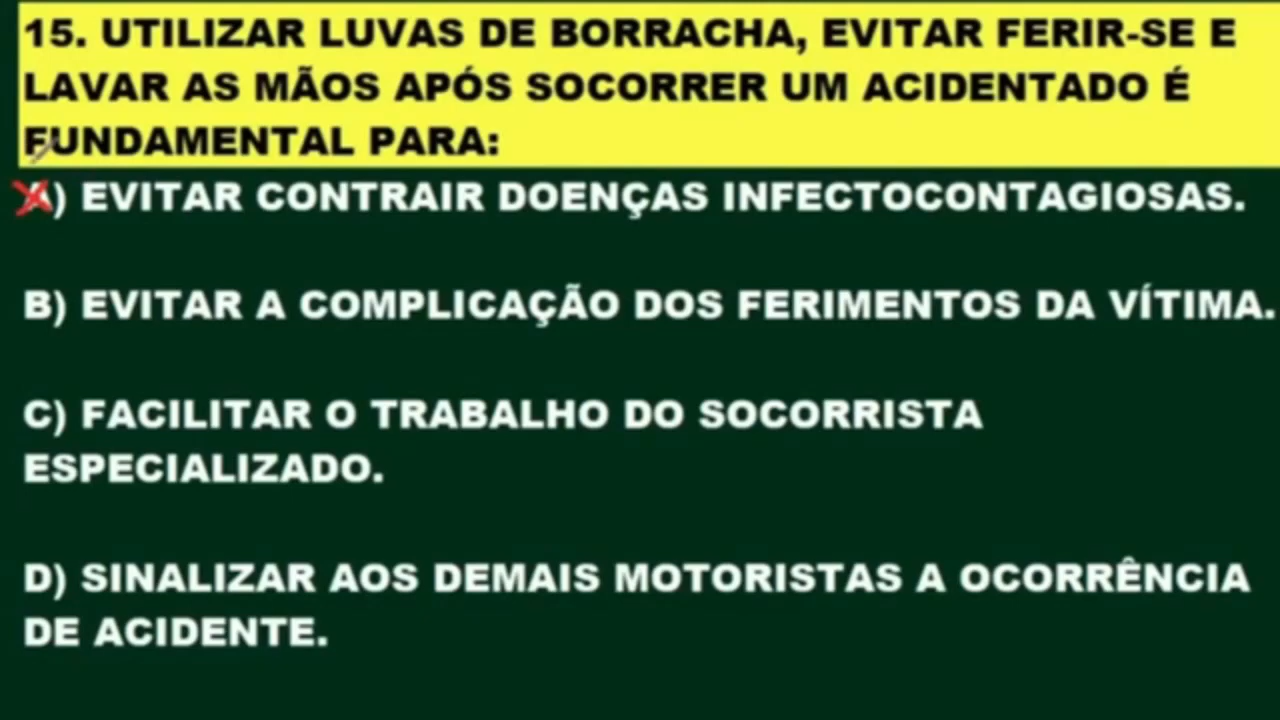 15. UTILIZAR LUVAS DE BORRACHA, EVITAR FERIR-SE E
LAVAR AS MÃOS APÓS SOCORRER UM ACIDENTADO É
FUNDAMENTAL PARA:
A) EVITAR CONTRAIR DOENÇAS INFECTOCONTAGIOSAS.
B) EVITAR A COMPLICAÇÃO DOS FERIMENTOS DA VÍTIMA.
C) FACILITAR O TRABALHO DO SOCORRISTA
ESPECIALIZADO.
D) SINALIZAR AOS DEMAIS MOTORISTAS A OCORRÊNCIA
DE ACIDENTE.